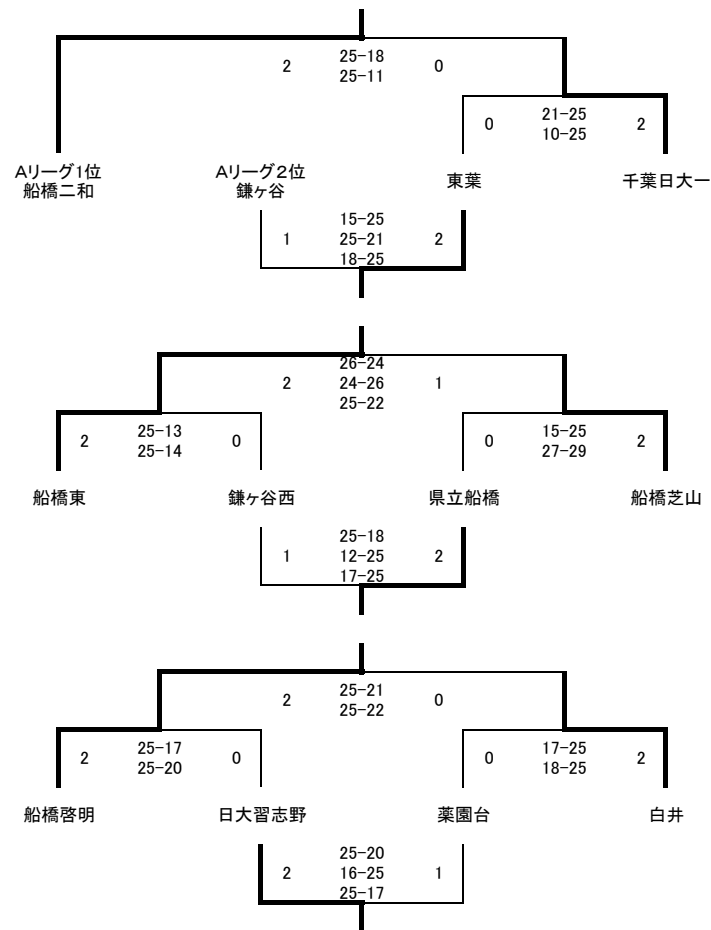 25-18
2 0
25-11
21-25
0 2
10-25
Aリーグ1位 Aリーグ2位
東葉 千葉日大一
船橋二和 鎌ヶ谷
15-25
1 25-21 2
18-25
26-24
2 24-26 1
25-22
25-13 15-25
2 0 0 2
25-14 27-29
船橋東 鎌ヶ谷西 県立船橋 船橋芝山
25-18
1 12-25 2
17-25
25-21
2 0
25-22
25-17 17-25
2 0 0 2
25-20 18-25
船橋啓明 日大習志野 薬園台 白井
25-20
2 16-25 1
25-17